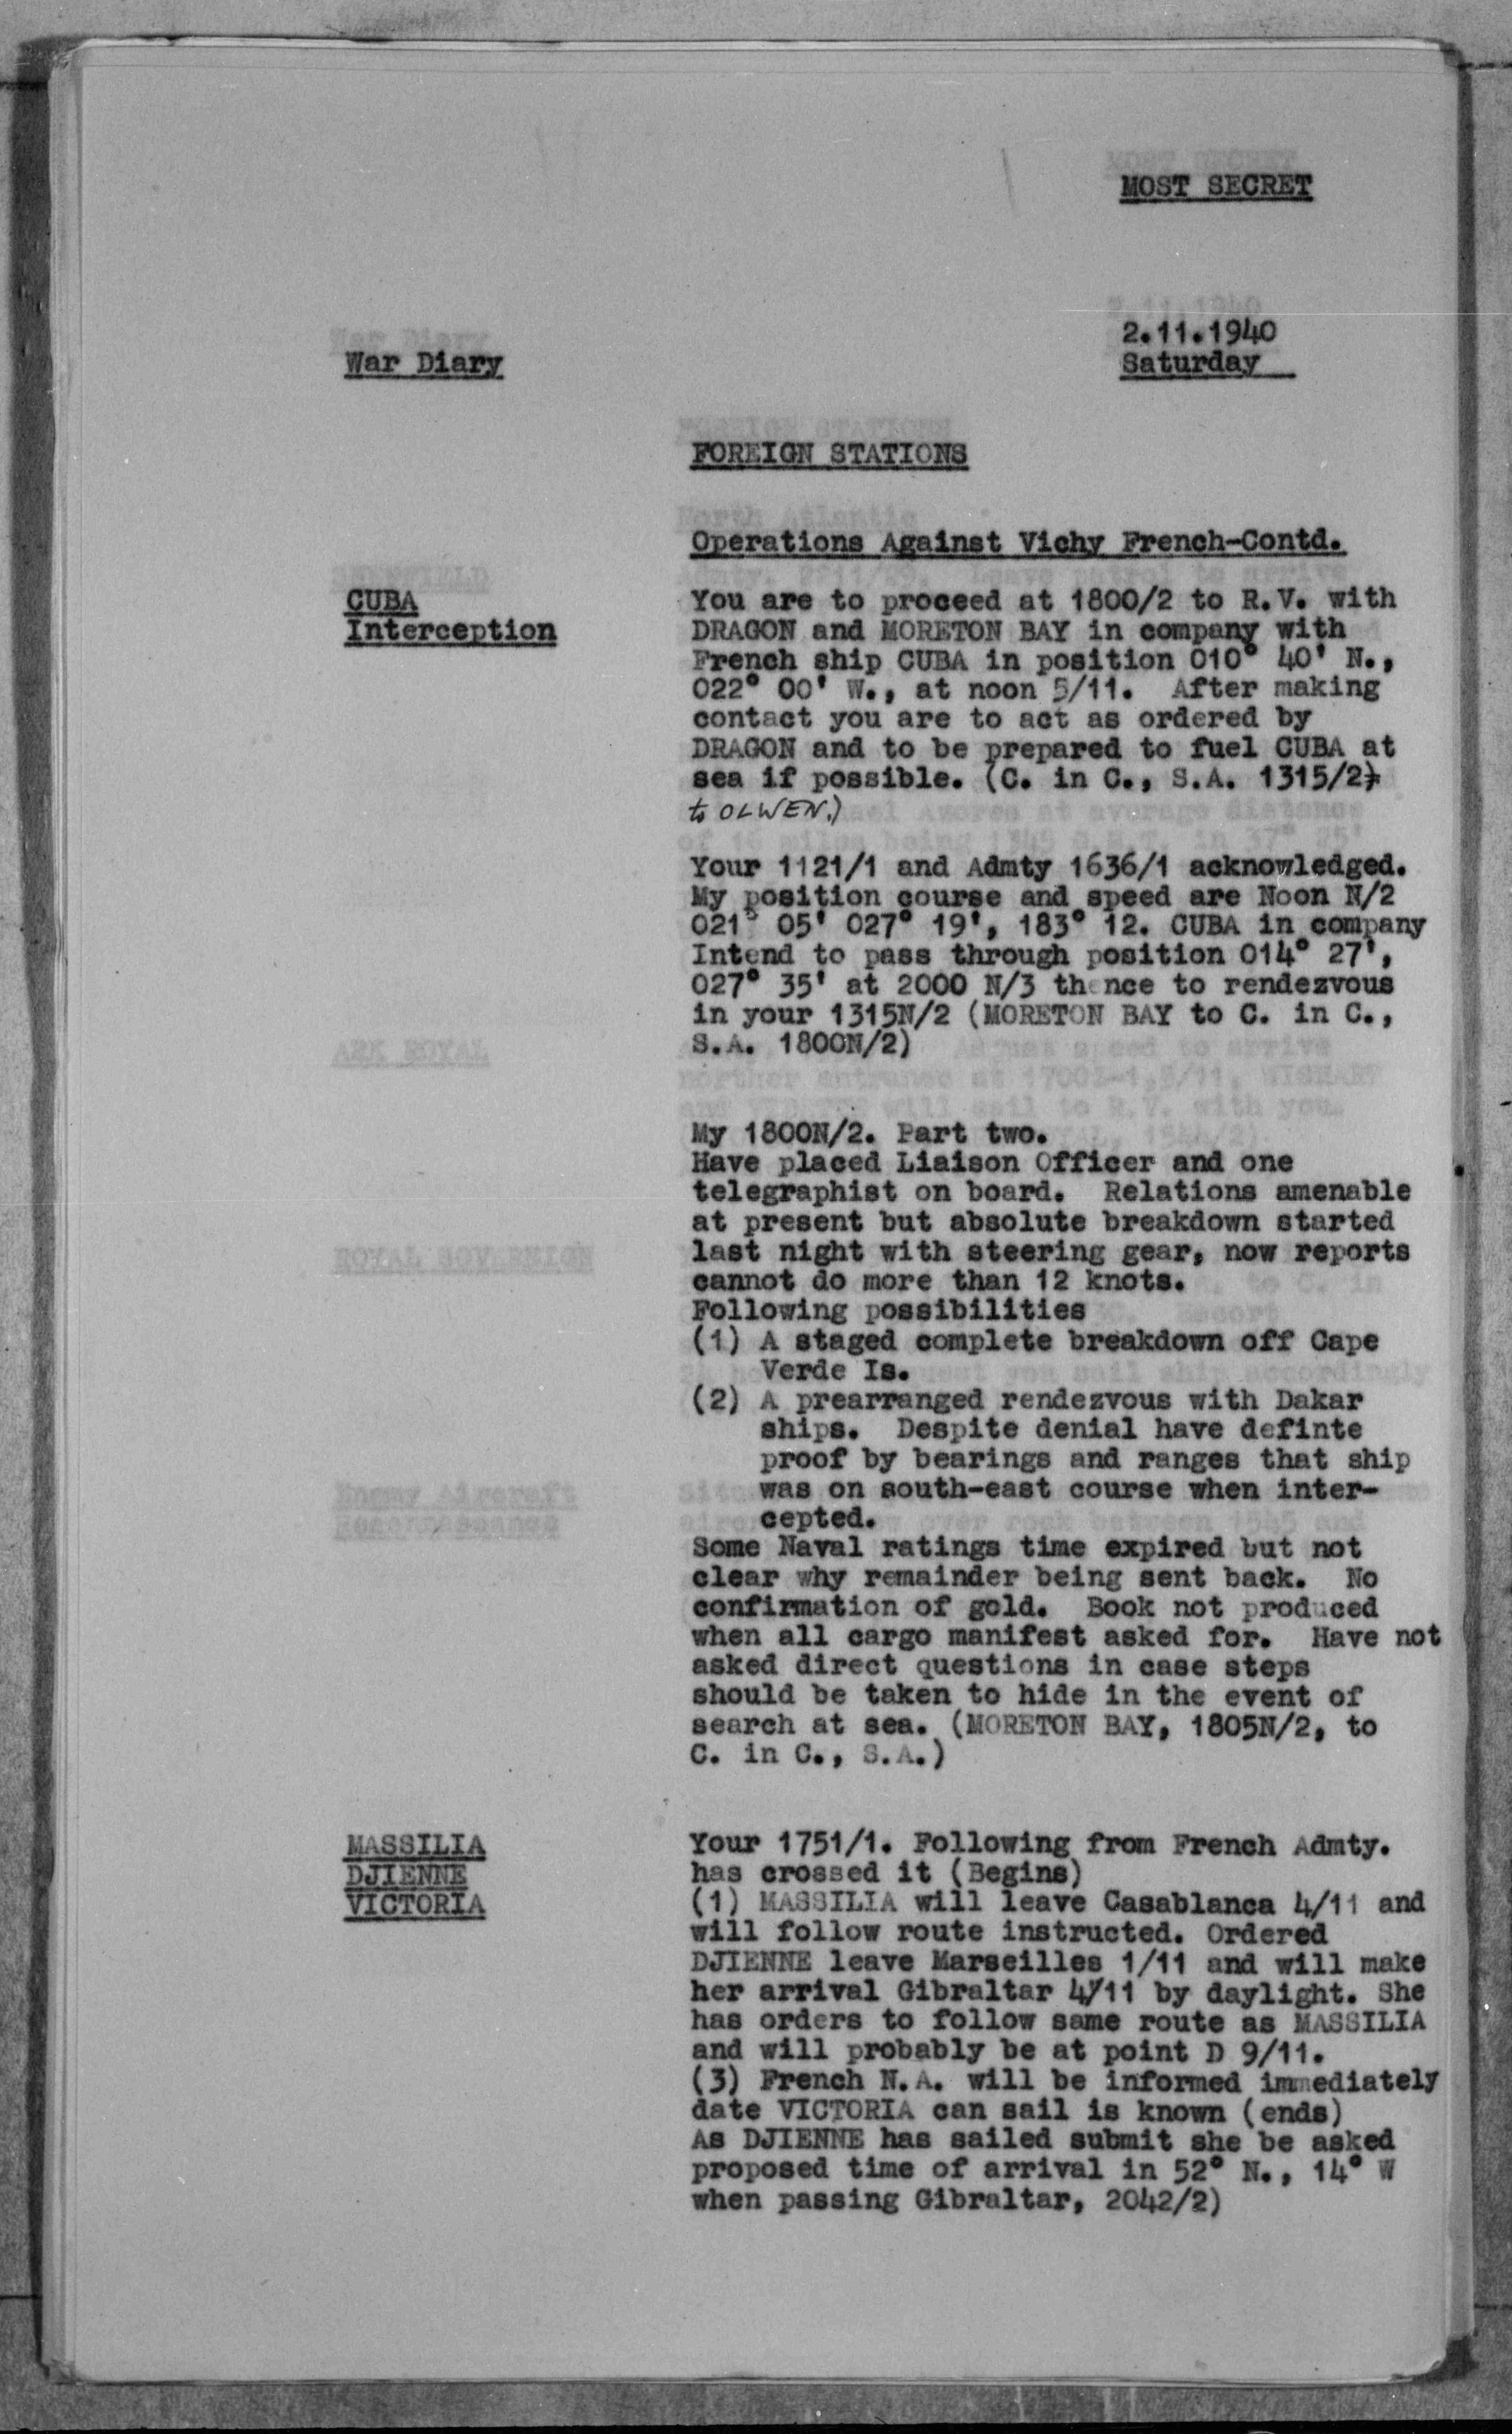 MOST SECRET
2.11.1940
War Diary
Saturday
FOREIGN STATIONS
Operations Against Vichy French-Contd.
CUBA
Interception
You are to proceed at 1800/2 to R.V. with
DRAGON and MORETON BAY in company with
French ship CUBA in position 010° 40' N.,
022° 00' W., at noon 5/11. After making
contact you are to act as ordered by
DRAGON and to be prepared to fuel CUBA at
sea if possible. (C. in C., S.A. 1315/2)
to OLWEN.)
Your 1121/1 and Admty 1636/1 acknowledged.
My position course and speed are Noon N/2
021° 05' 027° 19', 183° 12. CUBA in company
Intend to pass through position 014° 27',
027° 35' at 2000 N/3 thence to rendezvous
in your 1315N/2 (MORETON BAY to C. in C.,
S.A. 1800N/2)
My 1800N/2. Part two.
Have placed Liaison Officer and one
telegraphist on board. Relations amenable
at present but absolute breakdown started
last night with steering gear, now reports
cannot do more than 12 knots.
Following possibilities
(1) A staged complete breakdown off Cape
Verde Is.
(2) A prearranged rendezvous with Dakar
ships. Despite denial have definte
proof by bearings and ranges that ship
was on south-east course when inter-
cepted.
Some Naval ratings time expired but not
clear why remainder being sent back. No
confirmation of gold. Book not produced
when all cargo manifest asked for. Have not
asked direct questions in case steps
should be taken to hide in the event of
search at sea. (MORETON BAY, 1805N/2, to
C. in C., S.A.)
MASSILIA
DJIENNE
VICTORIA
Your 1751/1. Following from French Admty.
has crossed it (Begins)
(1) MASSILIA will leave Casablanca 4/11 and
will follow route instructed. Ordered
DJIENNE leave Marseilles 1/11 and will make
her arrival Gibraltar 4/11 by daylight. She
has orders to follow same route as MASSILIA
and will probably be at point D 9/11.
(3) French N.A. will be informed immediately
date VICTORIA can sail is known (ends)
As DJIENNE has sailed submit she be asked
proposed time of arrival in 52° N., 14° W
when passing Gibraltar, 2042/2)